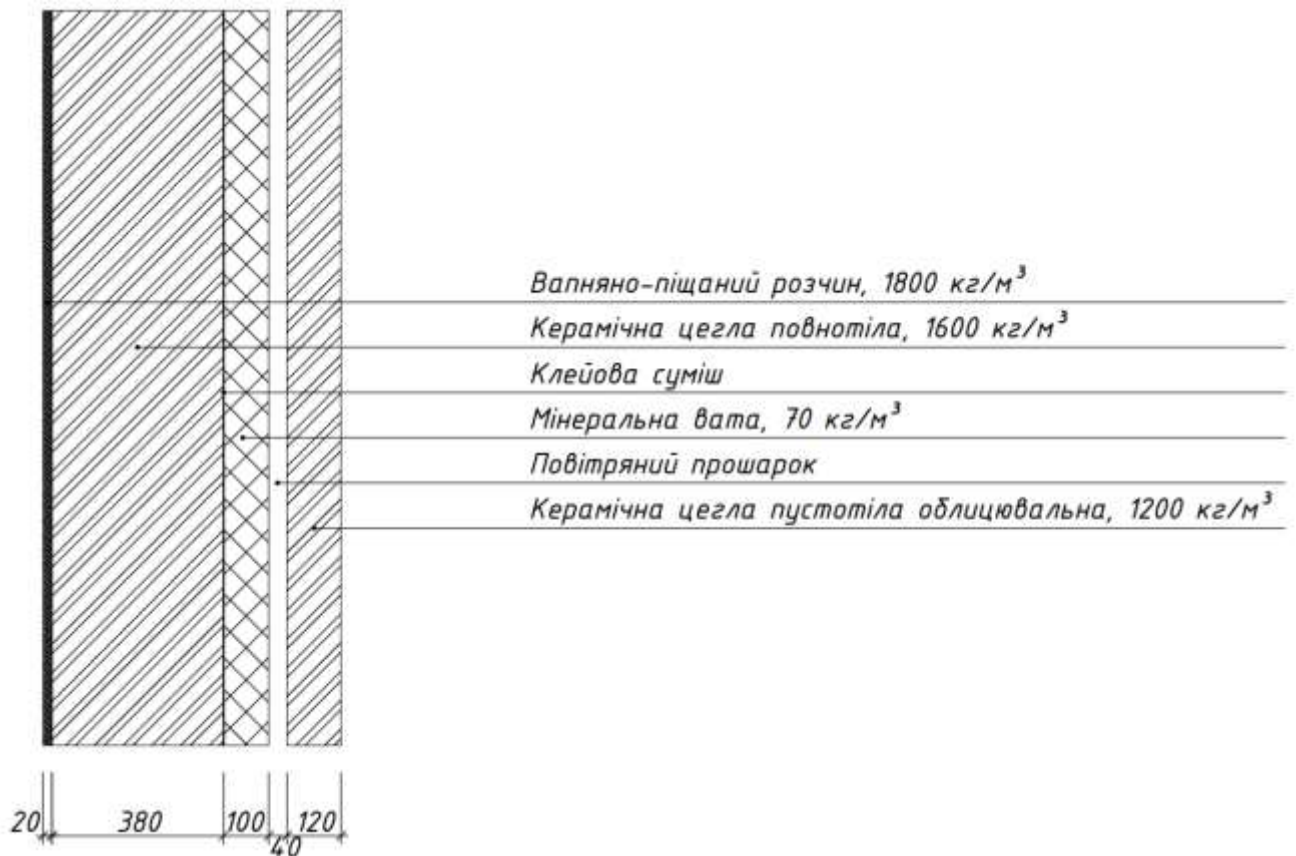 Вапняно-піщаний розчин, 1800 кг/м³
Керамічна цегла повнотіла, 1600 кг/м³
Клейова суміш
Мінеральна вата, 70 кг/м³
Повітряний прошарок
Керамічна цегла пустотіла облицювальна, 1200 кг/м³
20 380 100 120
40